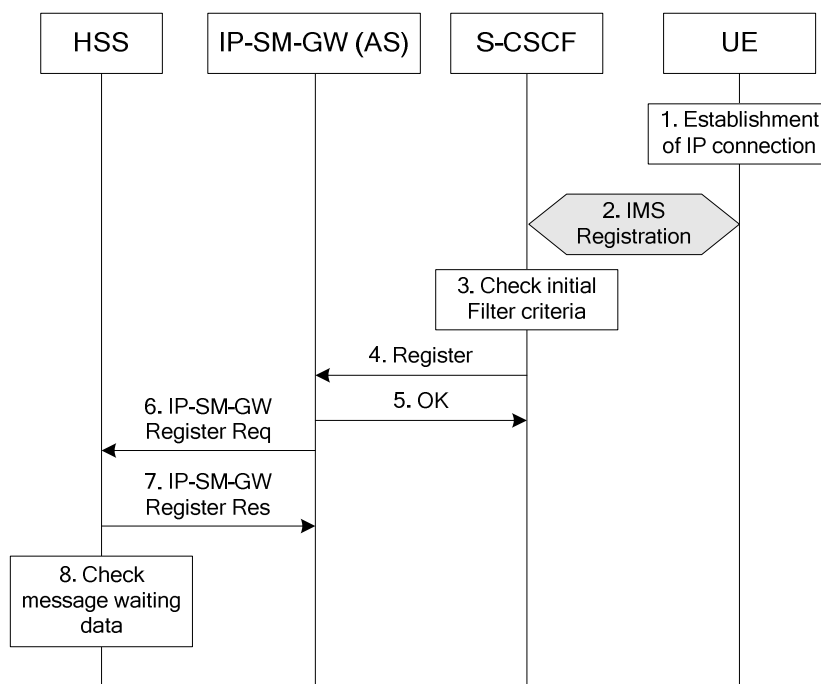 HSS
IP-SM-GW (AS)
S-CSCF
UE
1. Establishment
of IP connection
2. IMS
Registration
3. Check initial
Filter criteria
4. Register
5. OK
6. IP-SM-GW
Register Req
7. IP-SM-GW
Register Res
8. Check
message waiting
data